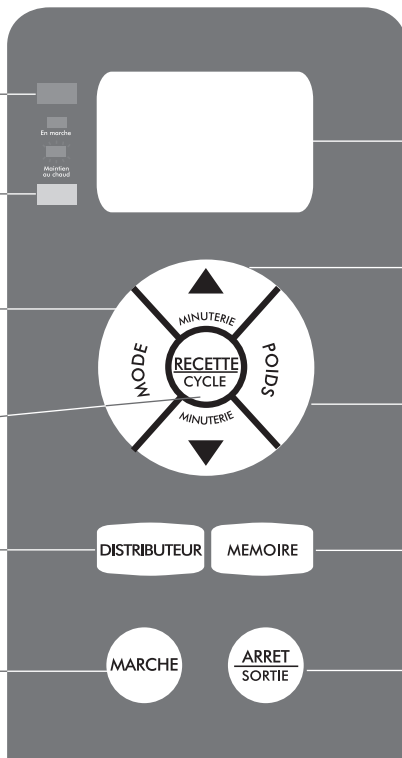 En marche
Maintien
au chaud
MINUTERIE
MODE
RECETTE
CYCLE
POIDS
MINUTERIE
DISTRIBUTEUR
MEMOIRE
MARCHE
ARRET
SORTIE